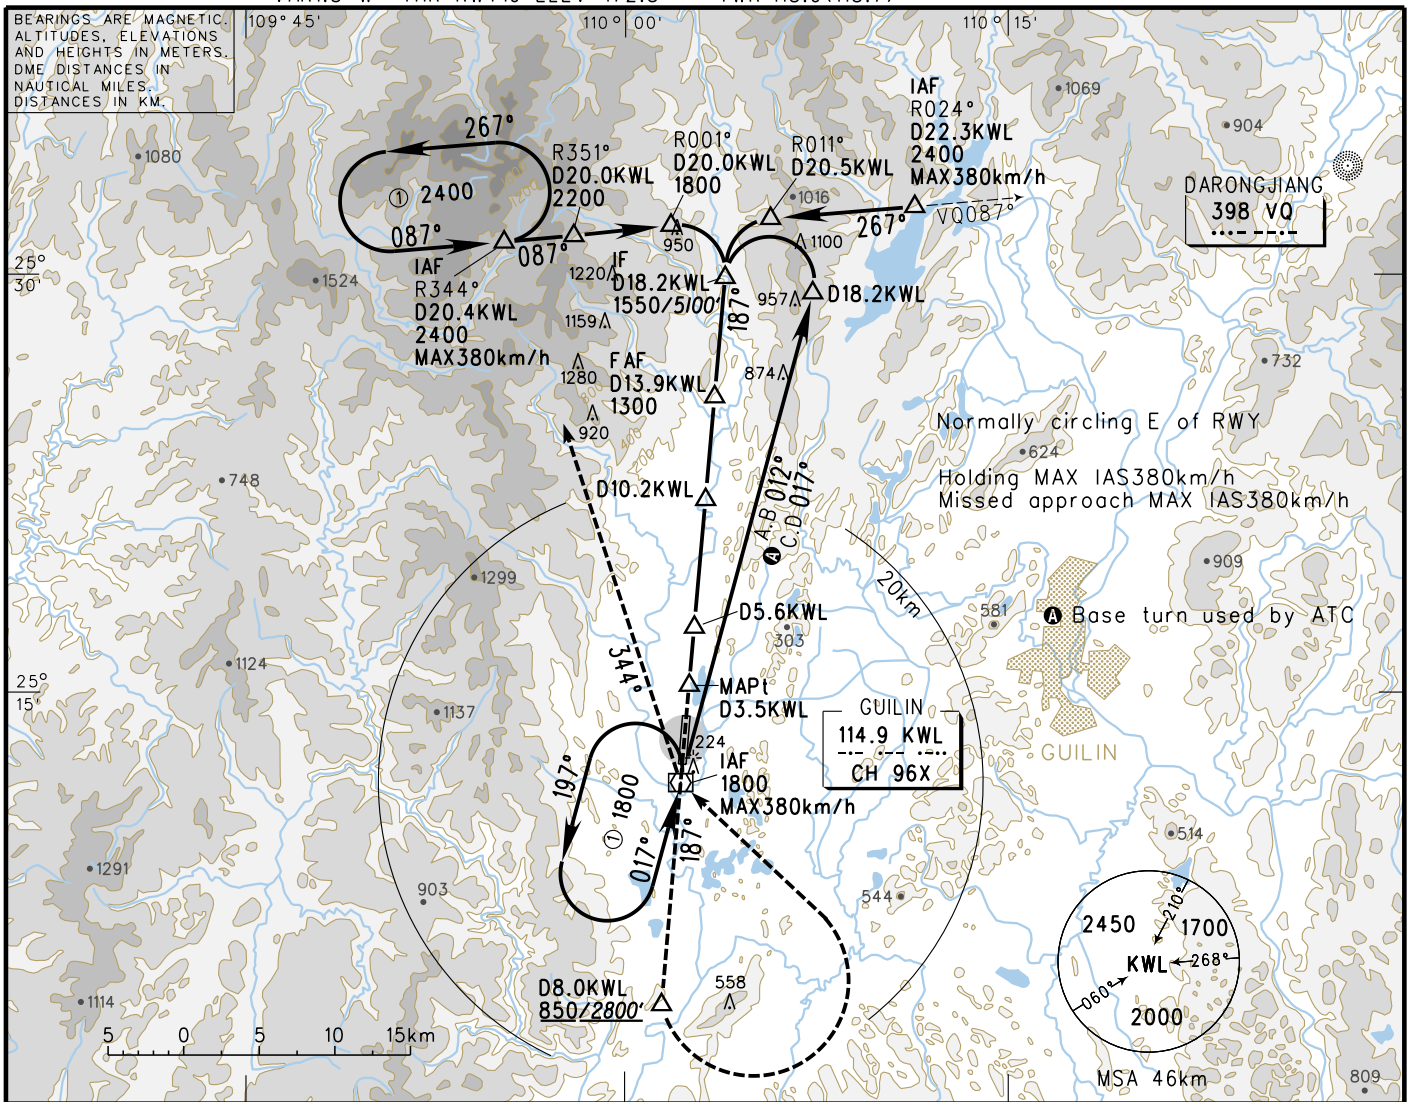 BEARINGS ARE MAGNETIC.
ALTITUDES, ELEVATIONS
AND HEIGHTS IN METERS.
DME DISTANCES IN
NAUTICAL MILES.
DISTANCES IN KM.
109° 45'
110° 00'
110° 15'
IAF
R024°
D22.3KWL
2400
MAX380km/h
1069
904
1080
267°
① 2400
087°
R351°
D20.0KWL
2200
R001°
D20.0KWL
1800
R011°
D20.5KWL
1016
267°
VQ087°
DARONGJIANG
398 VQ
087°
950
1100
25°
30'
1524
IAF
R344°
D20.4KWL
2400
MAX380km/h
1220
IF
D18.2KWL
1550/5100'
187°
957
D18.2KWL
1159
1280
FAF
D13.9KWL
1300
874
732
920
400
Normally circling E of RWY
624
748
Holding MAX IAS380km/h
Missed approach MAX IAS380km/h
D10.2KWL
A.B 012°
C.D 017°
A
1299
20km
909
581
A Base turn used by ATC
D5.6KWL
303
344°
1124
25°
15'
MAPt
D3.5KWL
1137
GUILIN
114.9 KWL
CH 96X
GUILIN
224
IAF
1800
MAX380km/h
197°
① 1800
017°
187°
514
1291
903
544
2450
210°
1700
KWL
268°
060°
2000
MSA 46km
D8.0KWL
850/2800'
558
1114
5 0 5 10 15km
809